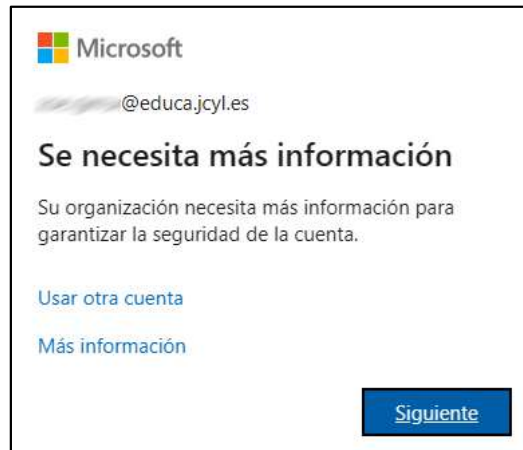 Microsoft
@educa.jcyl.es
Se necesita más información
Su organización necesita más información para
garantizar la seguridad de la cuenta.
Usar otra cuenta
Más información
Siguiente